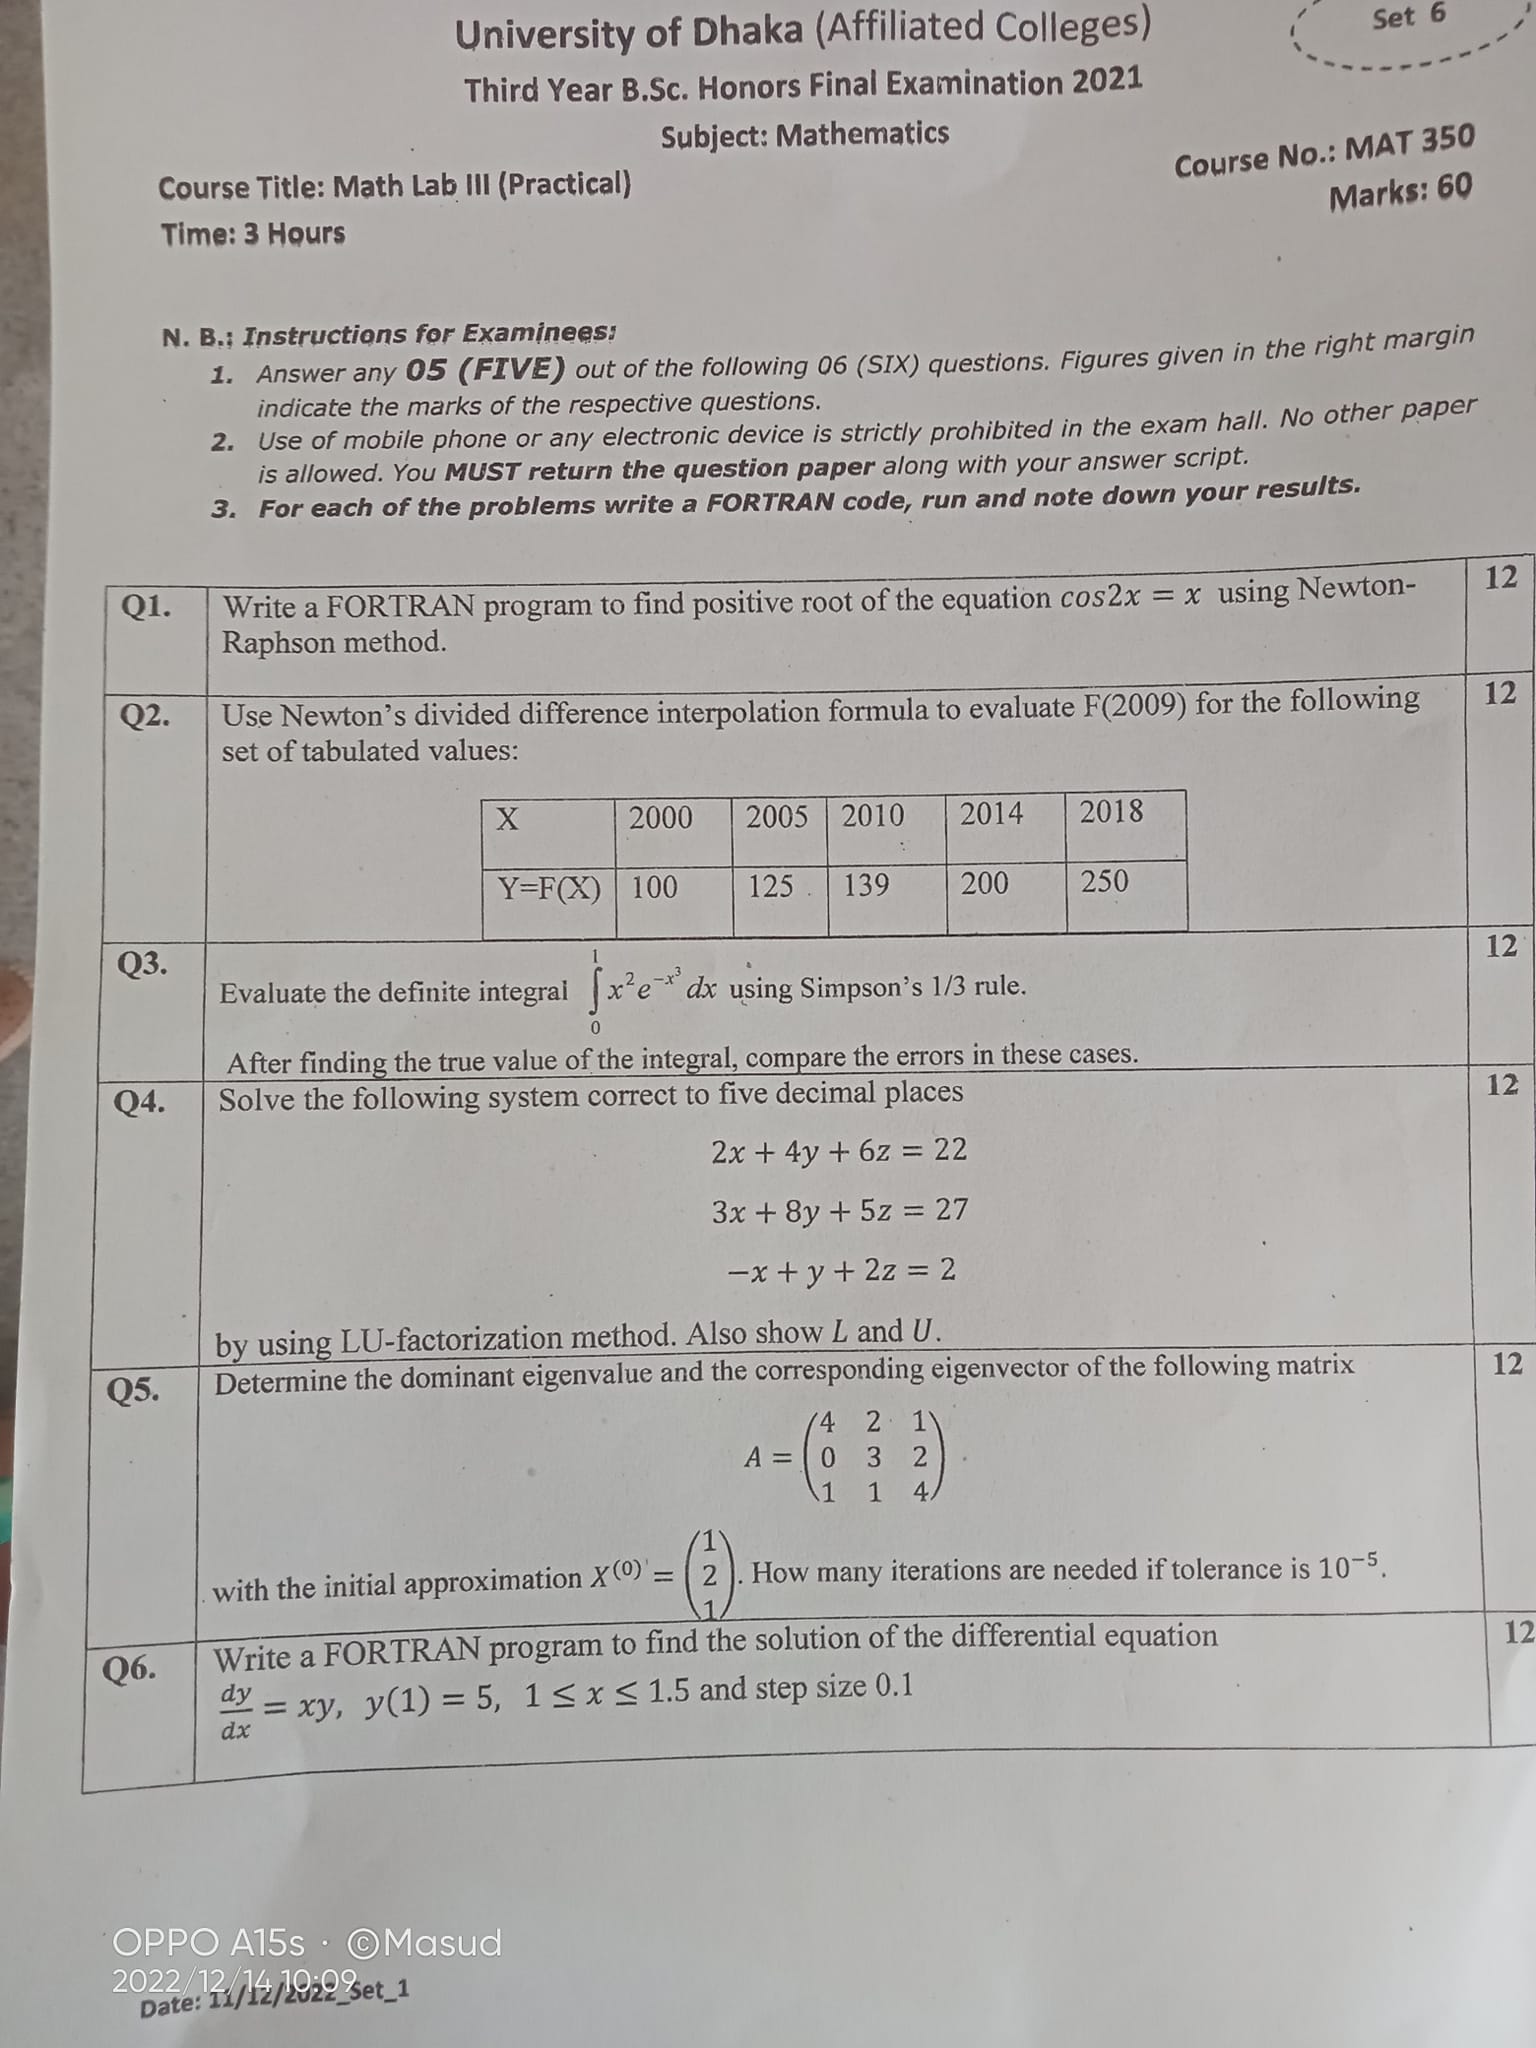 Set 6
University of Dhaka (Affiliated Colleges)
Third Year B.Sc. Honors Final Examination 2021
Subject: Mathematics
Course No.: MAT 350
Course Title: Math Lab III (Practical)
Marks: 60
Time: 3 Hours
N. B.: Instructions for Examinees:
1. Answer any 05 (FIVE) out of the following 06 (SIX) questions. Figures given in the right margin
indicate the marks of the respective questions.
2. Use of mobile phone or any electronic device is strictly prohibited in the exam hall. No other paper
is allowed. You MUST return the question paper along with your answer script.
3. For each of the problems write a FORTRAN code, run and note down your results.
Q1. Write a FORTRAN program to find positive root of the equation cos2x = x using Newton- 12
Raphson method.
Q2. Use Newton's divided difference interpolation formula to evaluate F(2009) for the following 12
set of tabulated values:
X 2000 2005 2010 2014 2018
Y=F(X) 100 125 139 200 250
Q3. Evaluate the definite integral ∫₀¹ x²e^(−x³) dx using Simpson's 1/3 rule. 12
After finding the true value of the integral, compare the errors in these cases.
Q4. Solve the following system correct to five decimal places 12
2x + 4y + 6z = 22
3x + 8y + 5z = 27
−x + y + 2z = 2
by using LU-factorization method. Also show L and U.
Q5. Determine the dominant eigenvalue and the corresponding eigenvector of the following matrix 12
4 2 1
A = 0 3 2
1 1 4
1
with the initial approximation X⁽⁰⁾ = 2 . How many iterations are needed if tolerance is 10⁻⁵.
1
Q6. Write a FORTRAN program to find the solution of the differential equation 12
dy/dx = xy, y(1) = 5, 1 ≤ x ≤ 1.5 and step size 0.1
OPPO A15s · ©Masud
2022/12/14 10:09
Date: 11/12/2022_Set_1